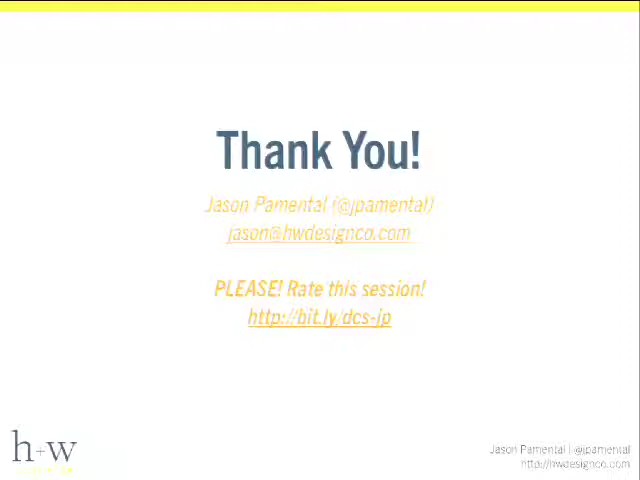 Thank You!
Jason Pamental (@jpamental)
jason@hwdesignco.com
PLEASE! Rate this session!
http://bit.ly/dcs-jp
h+w
Jason Pamental | @jpamental
http://hwdesignco.com